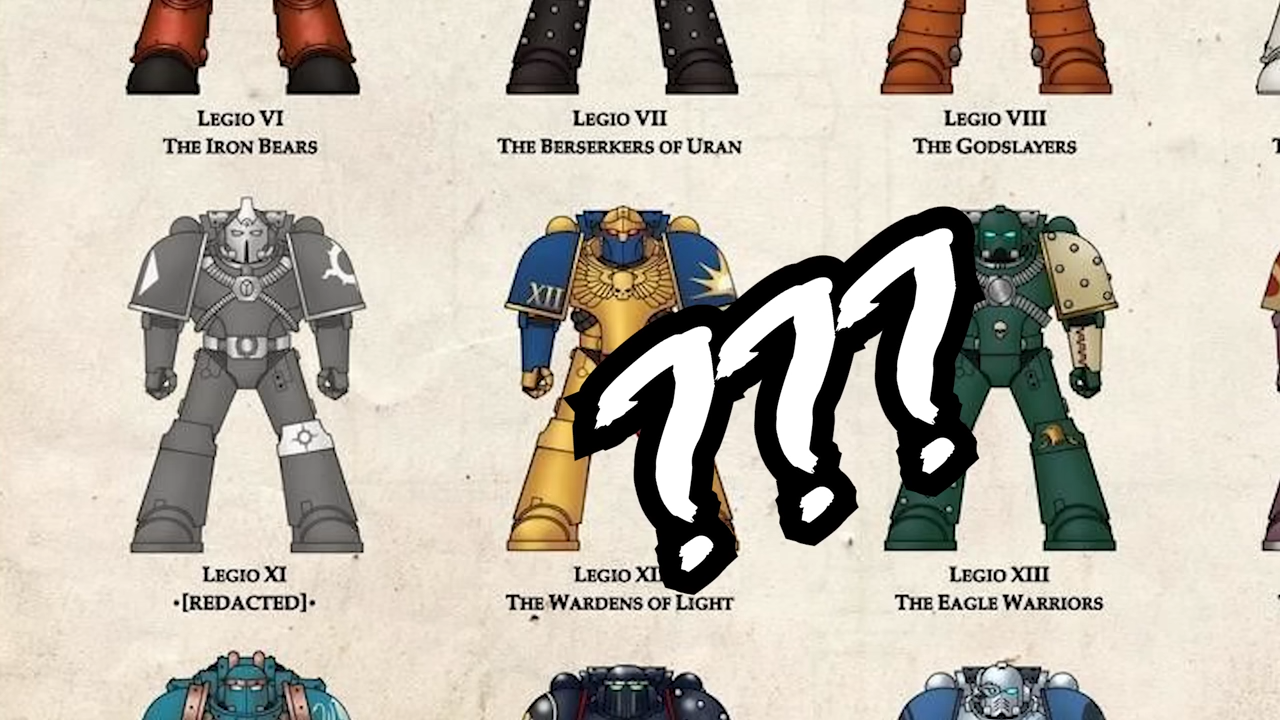 Legio VI
The Iron Bears
Legio VII
The Berserkers of Uran
Legio VIII
The Godslayers
XII
???
Legio XI
•[REDACTED]•
Legio
The Wardens of Light
Legio XIII
The Eagle Warriors